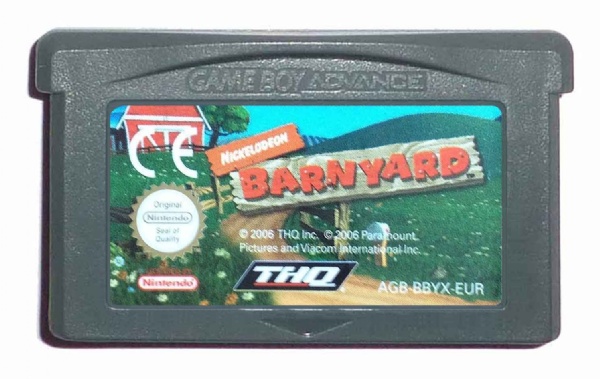 GAME BOY ADVANCE
CE
NICKELODEON
BARNYARD
TM
Original
Nintendo
Seal of
Quality
© 2006 THQ Inc. © 2006 Paramount
Pictures and Viacom International Inc.
Nintendo
THQ
AGB-BBYX-EUR